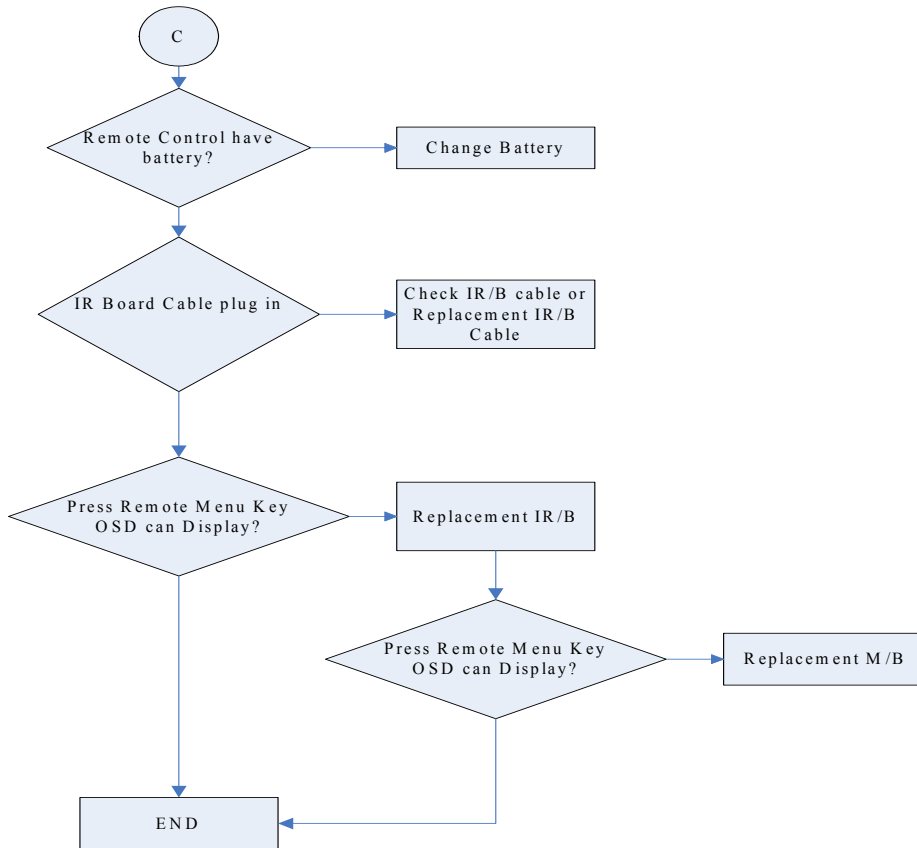 C
Remote Control have
battery?
Change Battery
IR Board Cable plug in
Check IR/B cable or
Replacement IR/B
Cable
Press Remote Menu Key
OSD can Display?
Replacement IR/B
Press Remote Menu Key
OSD can Display?
Replacement M/B
END